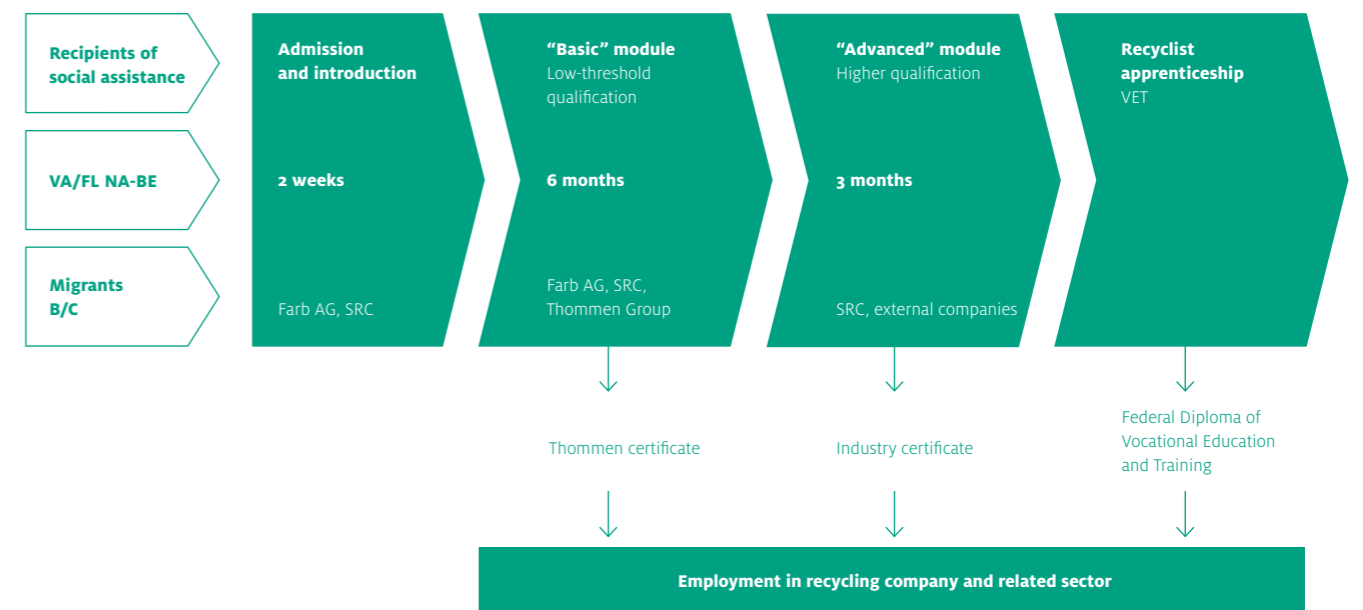 Recipients of
social assistance
VA/FL NA-BE
Migrants
B/C
Admission
and introduction
2 weeks
Farb AG, SRC
“Basic” module
Low-threshold
qualification
6 months
Farb AG, SRC,
Thommen Group
“Advanced” module
Higher qualification
3 months
SRC, external companies
Recyclist
apprenticeship
VET
Thommen certificate
Industry certificate
Federal Diploma of
Vocational Education
and Training
Employment in recycling company and related sector